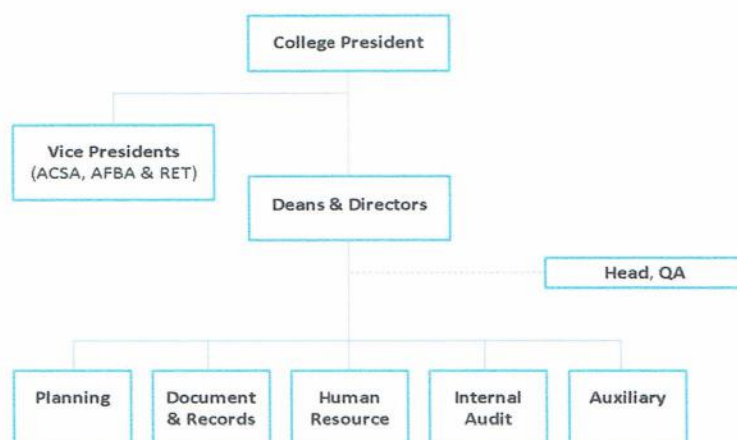 College President
Vice Presidents
(ACSA, AFBA & RET)
Deans & Directors
Head, QA
Planning
Document
& Records
Human
Resource
Internal
Audit
Auxiliary